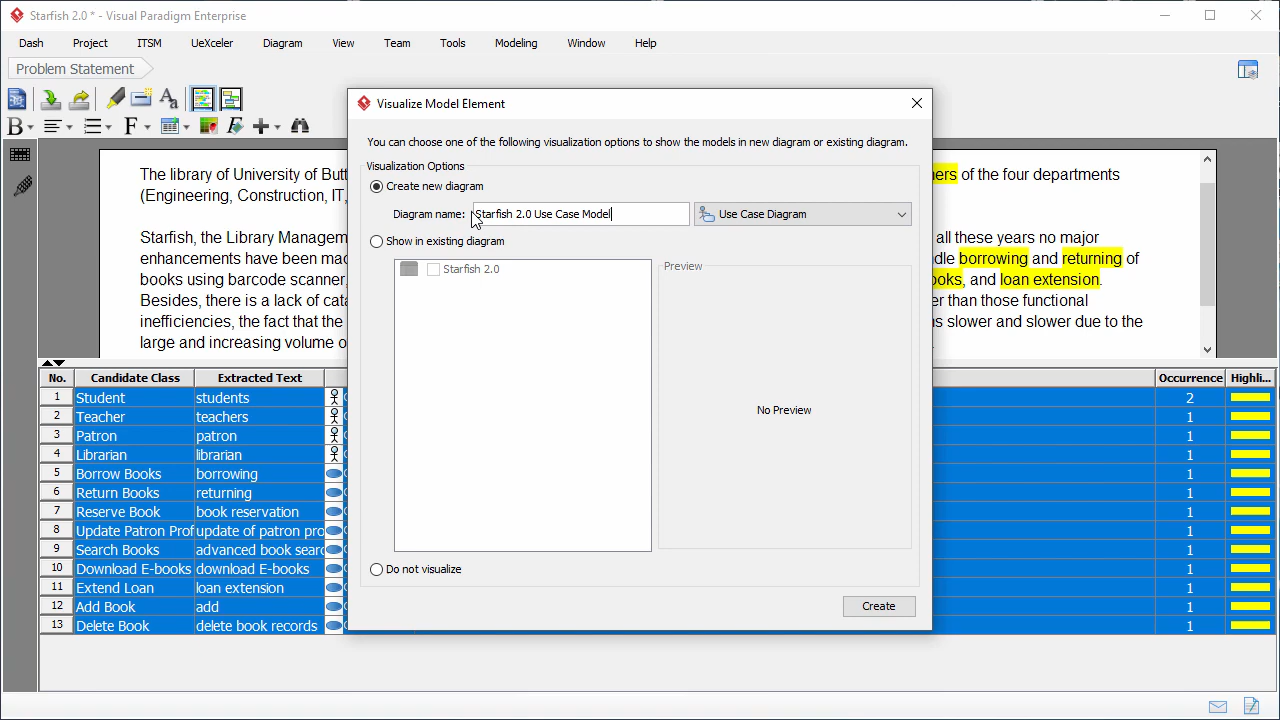 Starfish 2.0 * - Visual Paradigm Enterprise
Dash Project ITSM UeXceler Diagram View Team Tools Modeling Window Help
Problem Statement
Visualize Model Element
You can choose one of the following visualization options to show the models in new diagram or existing diagram.
Visualization Options
Create new diagram
Diagram name: Starfish 2.0 Use Case Model Use Case Diagram
Show in existing diagram
Starfish 2.0
Preview
No Preview
Do not visualize
Create
The library of University of of the four departments
(Engineering, Construction, IT,
Starfish, the Library all these years no major
enhancements have been borrowing and returning of
books using barcode scanner, and loan extension.
Besides, there is a lack of than those functional
inefficiencies, the fact that the slower and slower due to the
large and increasing volume
No. Candidate Class Extracted Text Occurrence Highli...
1 Student students 2
2 Teacher teachers 1
3 Patron patron 1
4 Librarian librarian 1
5 Borrow Books borrowing 1
6 Return Books returning 1
7 Reserve Book book reservation 1
8 Update Patron Prof update of patron pro 1
9 Search Books advanced book searc 1
10 Download E-books download E-books 1
11 Extend Loan loan extension 1
12 Add Book add 1
13 Delete Book delete book records 1